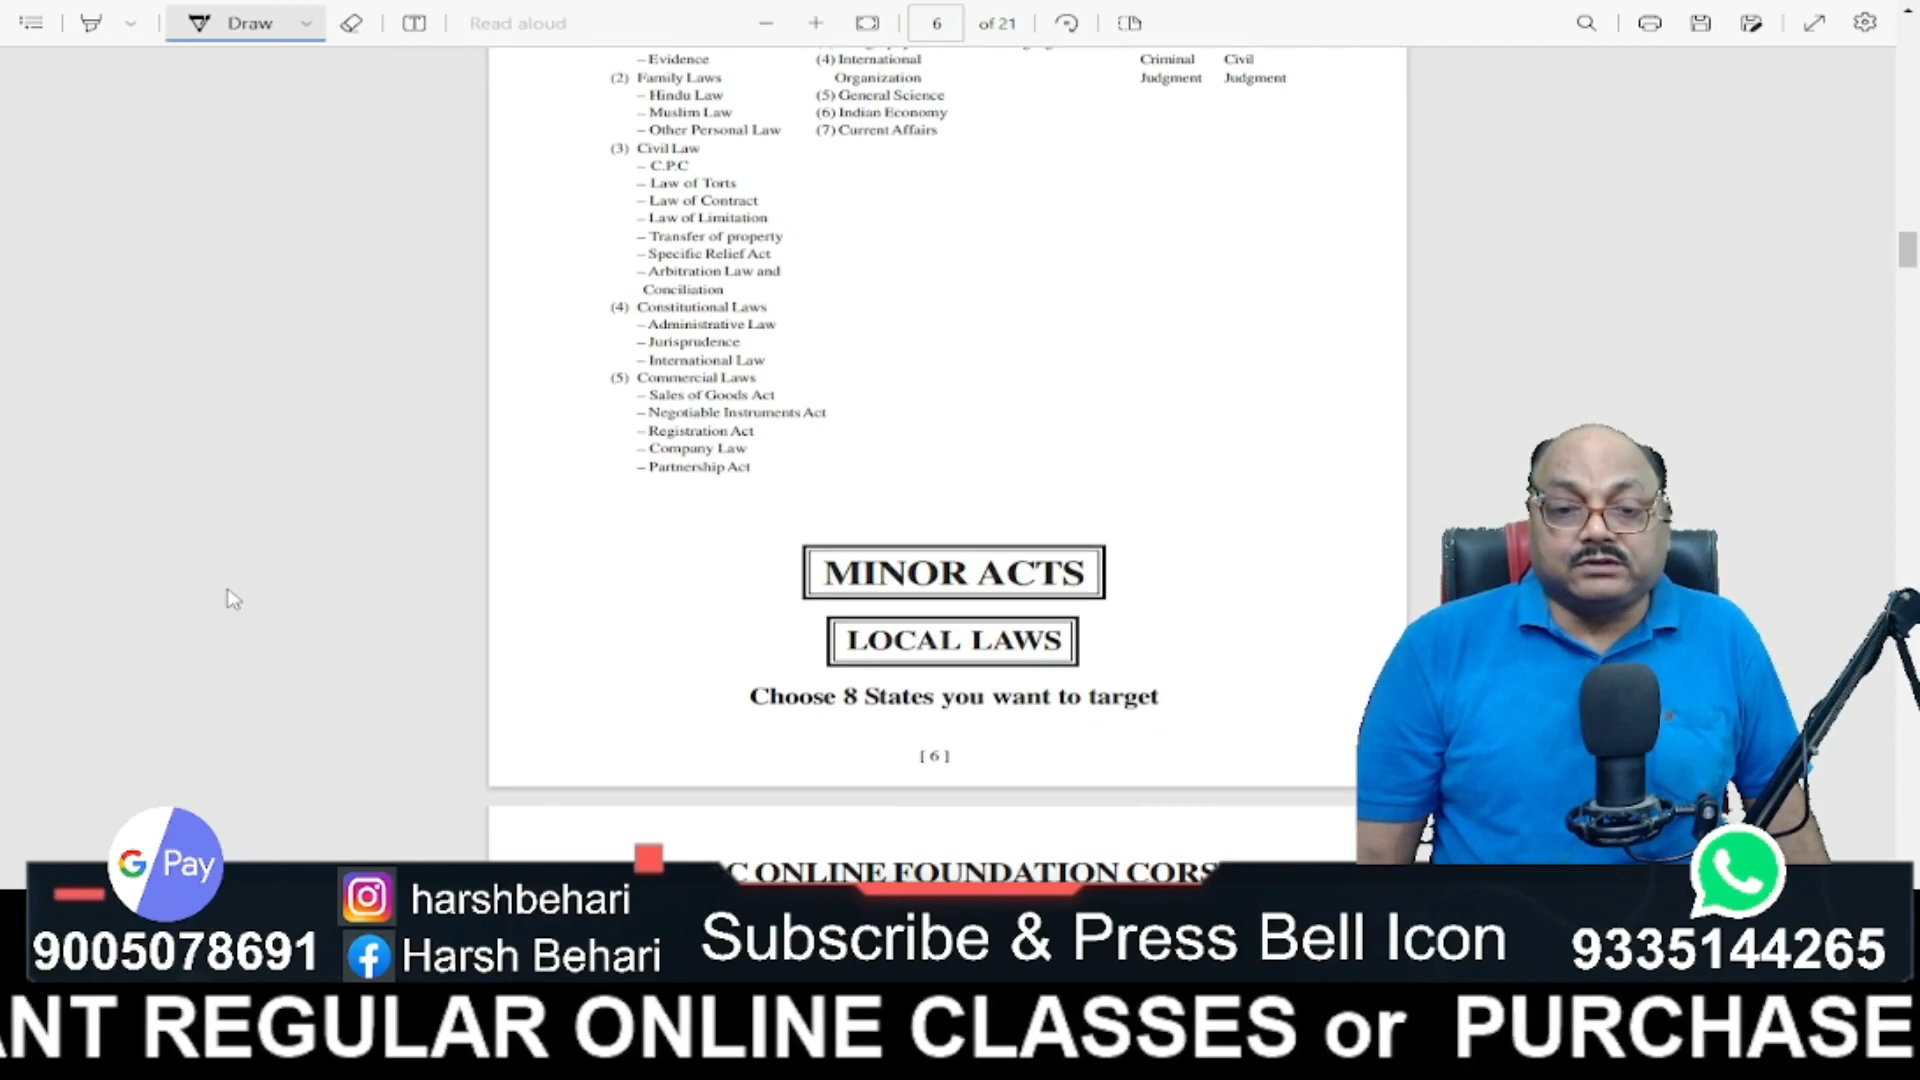 Draw
Read aloud
6
of 21
– Evidence
(4) International
Criminal
Civil
(2) Family Laws
Organization
Judgment
Judgment
– Hindu Law
(5) General Science
– Muslim Law
(6) Indian Economy
– Other Personal Law
(7) Current Affairs
(3) Civil Law
– C.P.C
– Law of Torts
– Law of Contract
– Law of Limitation
– Transfer of property
– Specific Relief Act
– Arbitration Law and
Conciliation
(4) Constitutional Laws
– Administrative Law
– Jurisprudence
– International Law
(5) Commercial Laws
– Sales of Goods Act
– Negotiable Instruments Act
– Registration Act
– Company Law
– Partnership Act
MINOR ACTS
LOCAL LAWS
Choose 8 States you want to target
[ 6 ]
C ONLINE FOUNDATION CORS
G Pay
9005078691
harshbehari
Harsh Behari
Subscribe & Press Bell Icon
9335144265
ANT REGULAR ONLINE CLASSES or PURCHASE